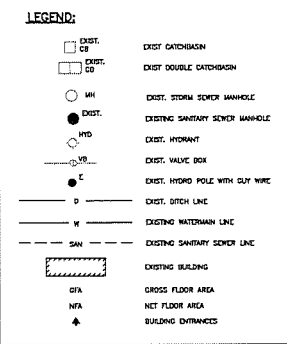 LEGEND:
EXIST. CB EXIST CATCHBASIN
EXIST. CD EXIST DOUBLE CATCHBASIN
MH EXIST. STORM SEWER MANHOLE
EXIST. EXISTING SANITARY SEWER MANHOLE
HYD EXIST. HYDRANT
VB EXIST. VALVE BOX
E EXIST. HYDRO POLE WITH GUY WIRE
D EXIST. DITCH LINE
W EXISTING WATERMAIN LINE
SAN EXISTING SANITARY SEWER LINE
EXISTING BUILDING
GFA GROSS FLOOR AREA
NFA NET FLOOR AREA
BUILDING ENTRANCES